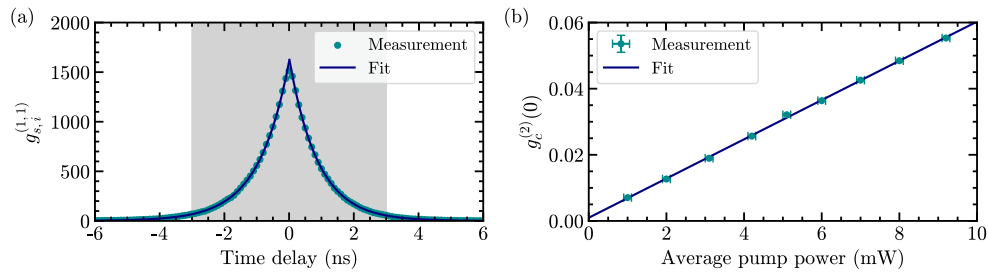 (a)
2000
1500
1000
500
0
g_{s,i}^{(1,1)}
-6
-4
-2
0
2
4
6
Time delay (ns)
Measurement
Fit
(b)
0.06
0.04
0.02
0.00
g_c^{(2)}(0)
0
2
4
6
8
10
Average pump power (mW)
Measurement
Fit